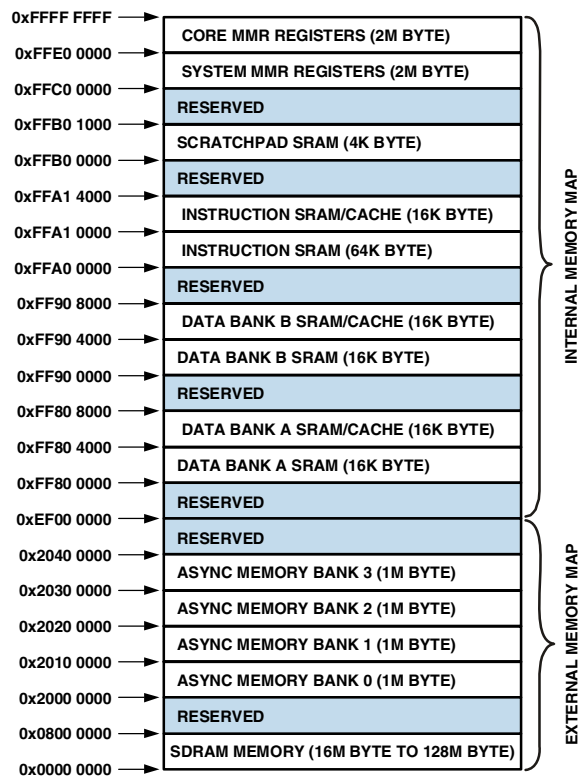 0xFFFF FFFF
CORE MMR REGISTERS (2M BYTE)
0xFFE0 0000
SYSTEM MMR REGISTERS (2M BYTE)
0xFFC0 0000
RESERVED
0xFFB0 1000
SCRATCHPAD SRAM (4K BYTE)
0xFFB0 0000
RESERVED
0xFFA1 4000
INSTRUCTION SRAM/CACHE (16K BYTE)
0xFFA1 0000
INSTRUCTION SRAM (64K BYTE)
0xFFA0 0000
RESERVED
0xFF90 8000
DATA BANK B SRAM/CACHE (16K BYTE)
0xFF90 4000
DATA BANK B SRAM (16K BYTE)
0xFF90 0000
RESERVED
0xFF80 8000
DATA BANK A SRAM/CACHE (16K BYTE)
0xFF80 4000
DATA BANK A SRAM (16K BYTE)
0xFF80 0000
RESERVED
0xEF00 0000
RESERVED
0x2040 0000
ASYNC MEMORY BANK 3 (1M BYTE)
0x2030 0000
ASYNC MEMORY BANK 2 (1M BYTE)
0x2020 0000
ASYNC MEMORY BANK 1 (1M BYTE)
0x2010 0000
ASYNC MEMORY BANK 0 (1M BYTE)
0x2000 0000
RESERVED
0x0800 0000
SDRAM MEMORY (16M BYTE TO 128M BYTE)
0x0000 0000
INTERNAL MEMORY MAP
EXTERNAL MEMORY MAP